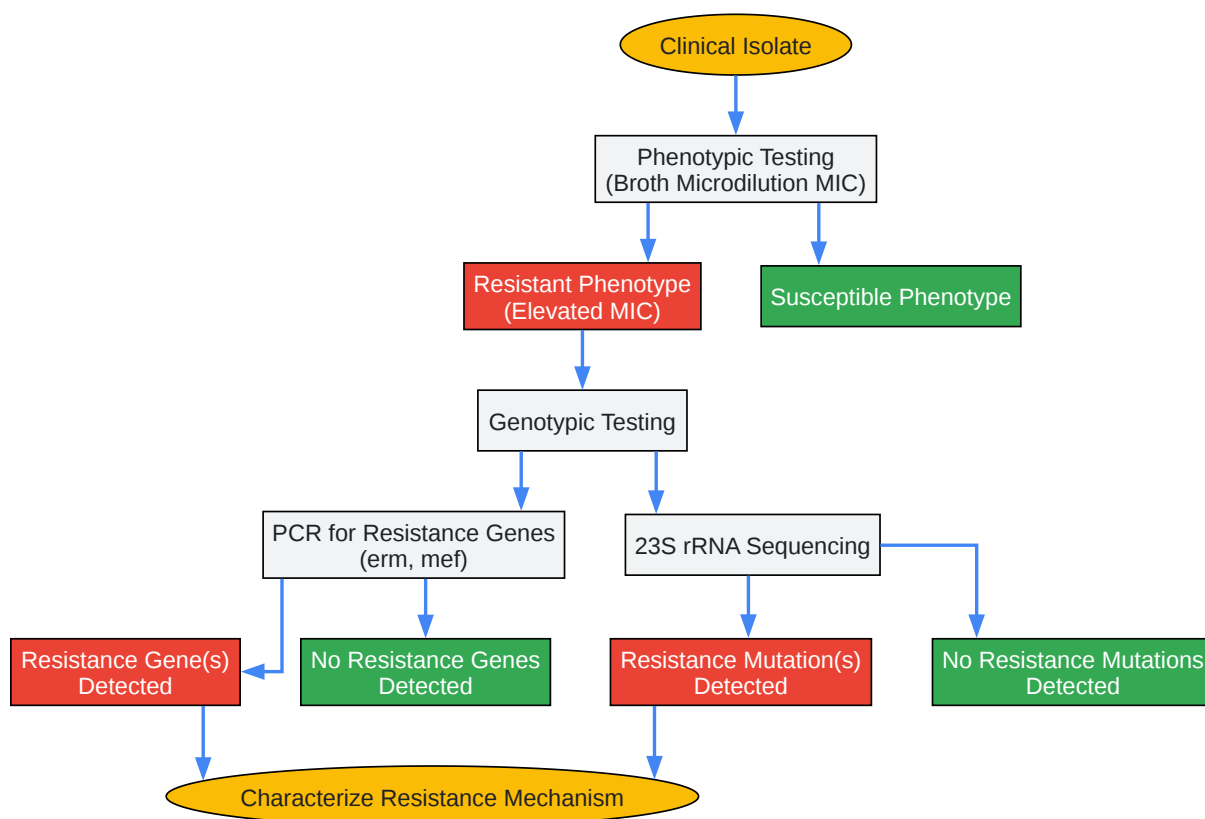 Clinical Isolate
Phenotypic Testing
(Broth Microdilution MIC)
Resistant Phenotype
(Elevated MIC)
Susceptible Phenotype
Genotypic Testing
PCR for Resistance Genes
(erm, mef)
23S rRNA Sequencing
Resistance Gene(s)
Detected
No Resistance Genes
Detected
Resistance Mutation(s)
Detected
No Resistance Mutations
Detected
Characterize Resistance Mechanism